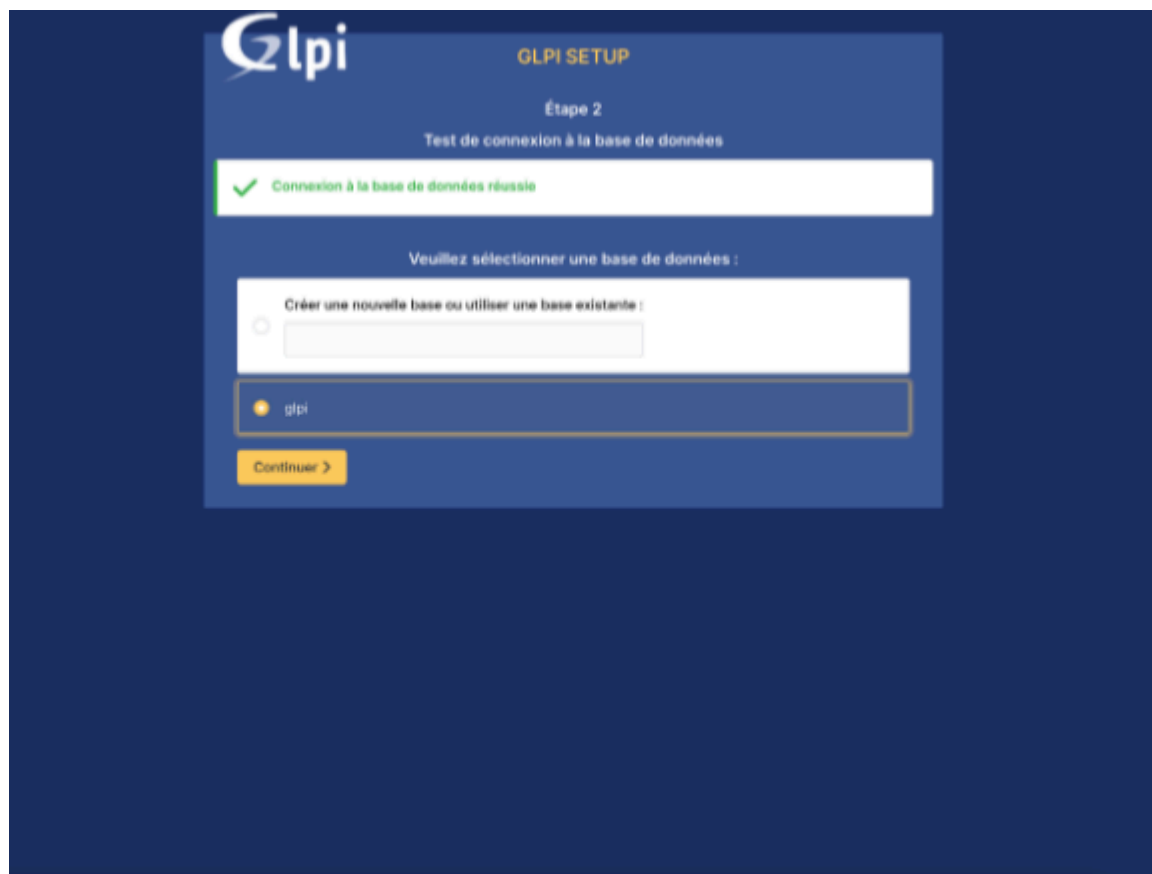 Glpi
GLPI SETUP
Étape 2
Test de connexion à la base de données
Connexion à la base de données réussie
Veuillez sélectionner une base de données :
Créer une nouvelle base ou utiliser une base existante :
glpi
Continuer >